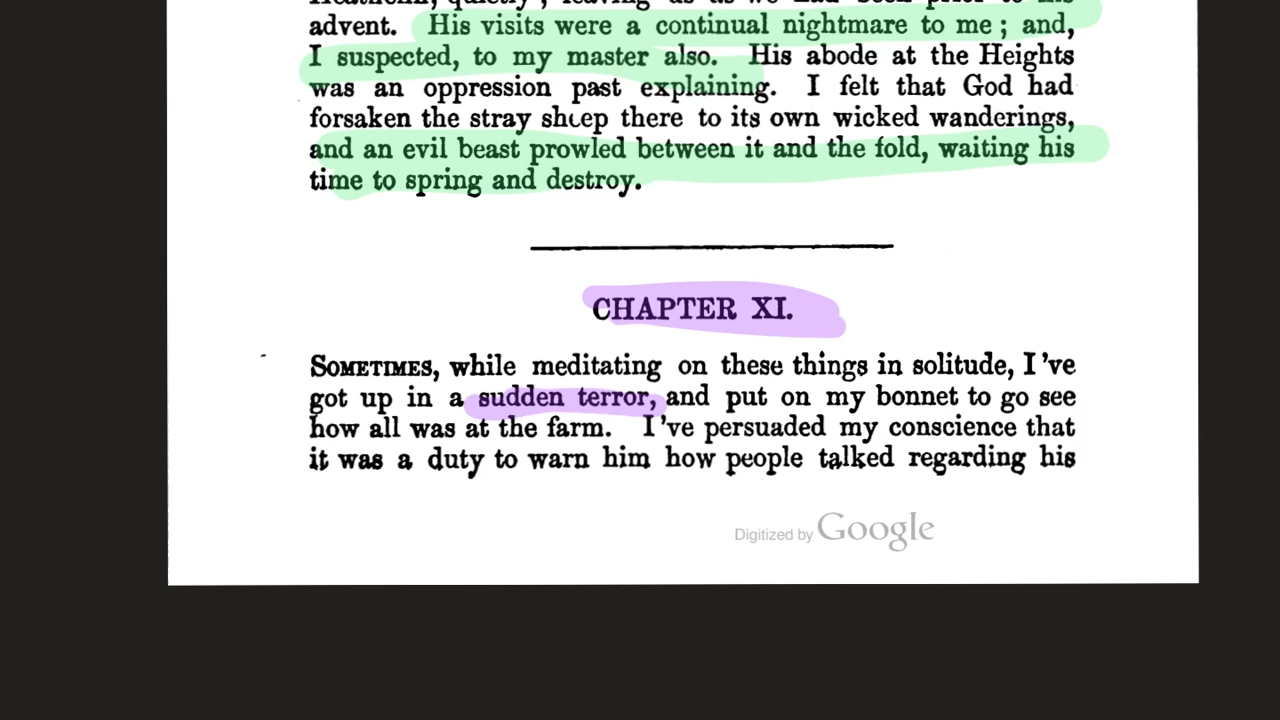 advent. His visits were a continual nightmare to me ; and,
I suspected, to my master also. His abode at the Heights
was an oppression past explaining. I felt that God had
forsaken the stray sheep there to its own wicked wanderings,
and an evil beast prowled between it and the fold, waiting his
time to spring and destroy.
CHAPTER XI.
SOMETIMES, while meditating on these things in solitude, I've
got up in a sudden terror, and put on my bonnet to go see
how all was at the farm. I've persuaded my conscience that
it was a duty to warn him how people talked regarding his
Digitized by Google